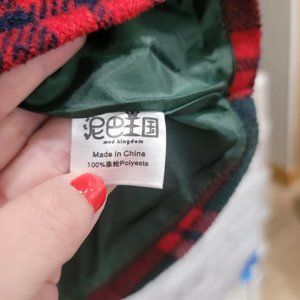 泥巴王国
mud kingdom
Made in China
100%涤纶Polyeste